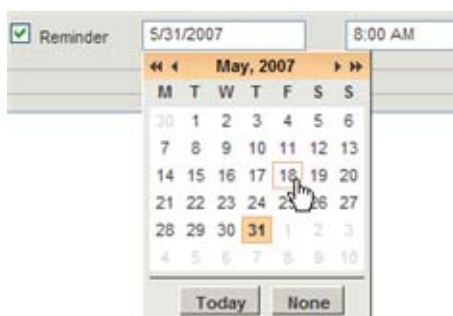 Reminder 5/31/2007 8:00 AM
May, 2007
M T W T F S S
30 1 2 3 4 5 6
7 8 9 10 11 12 13
14 15 16 17 18 19 20
21 22 23 24 25 26 27
28 29 30 31 1 2 3
4 5 6 7 8 9 10
Today None